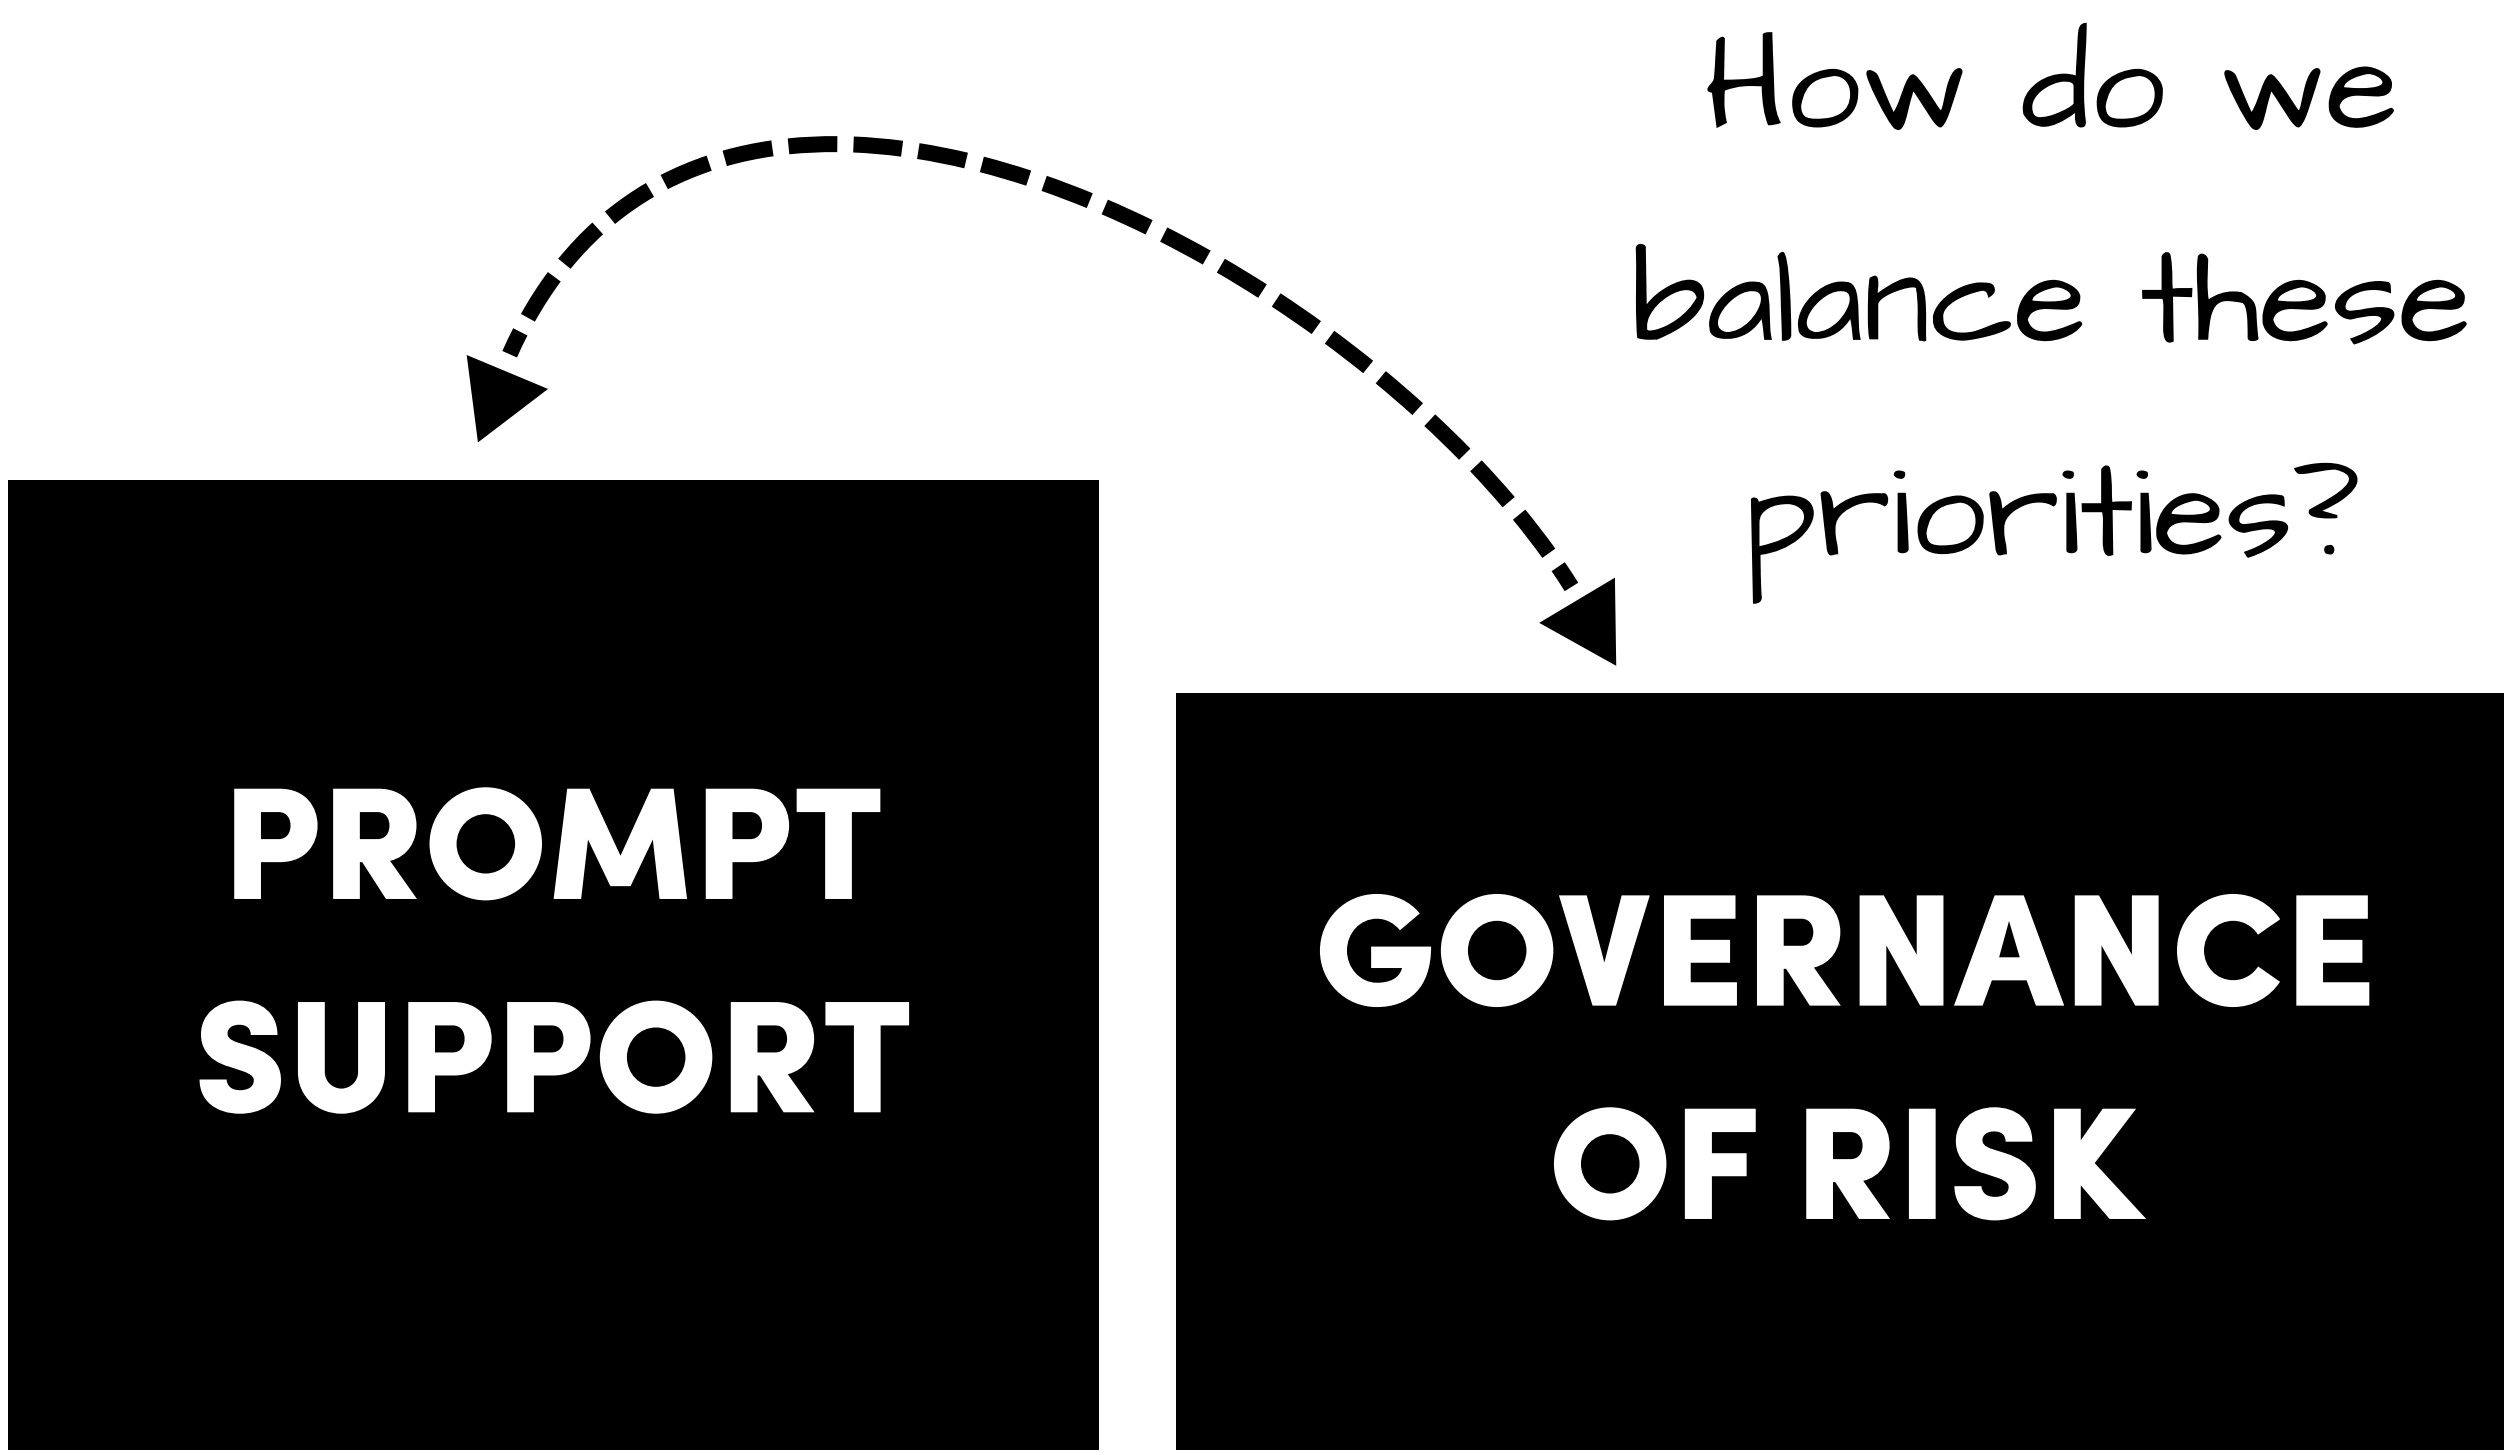 How do we
balance these
priorities?
PROMPT
SUPPORT
GOVERNANCE
OF RISK